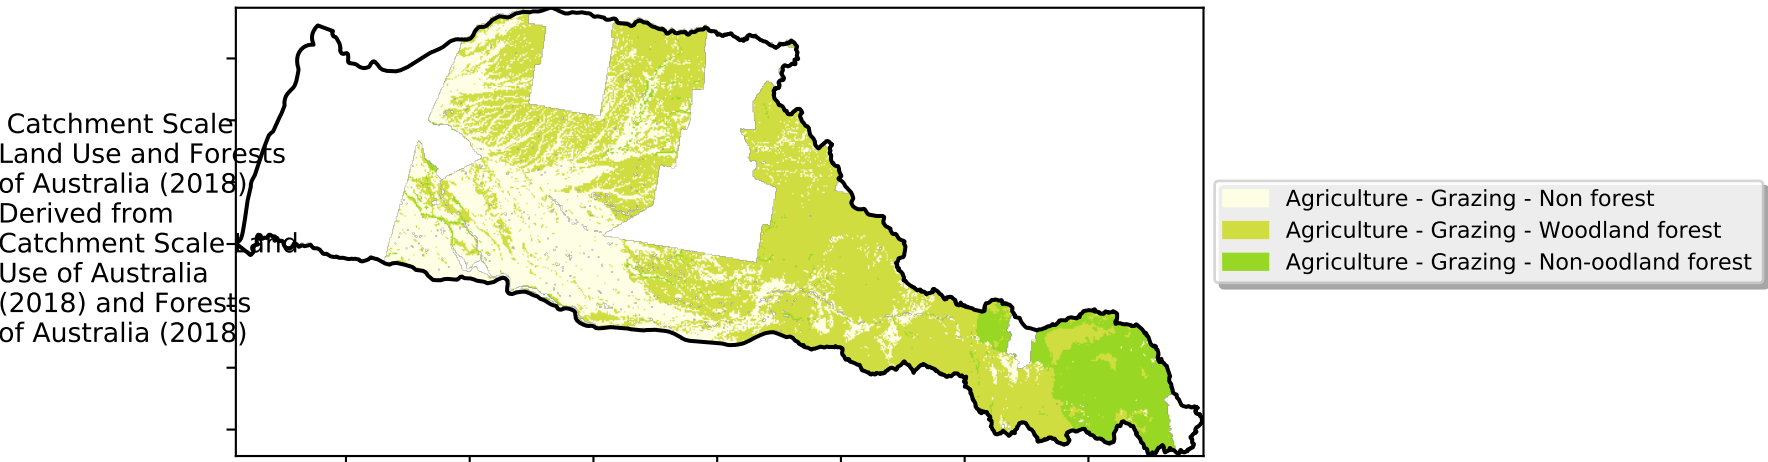 Catchment Scale
Land Use and Forests
of Australia (2018)
Derived from
Catchment Scale Land
Use of Australia
(2018) and Forests
of Australia (2018)
Agriculture - Grazing - Non forest
Agriculture - Grazing - Woodland forest
Agriculture - Grazing - Non-oodland forest